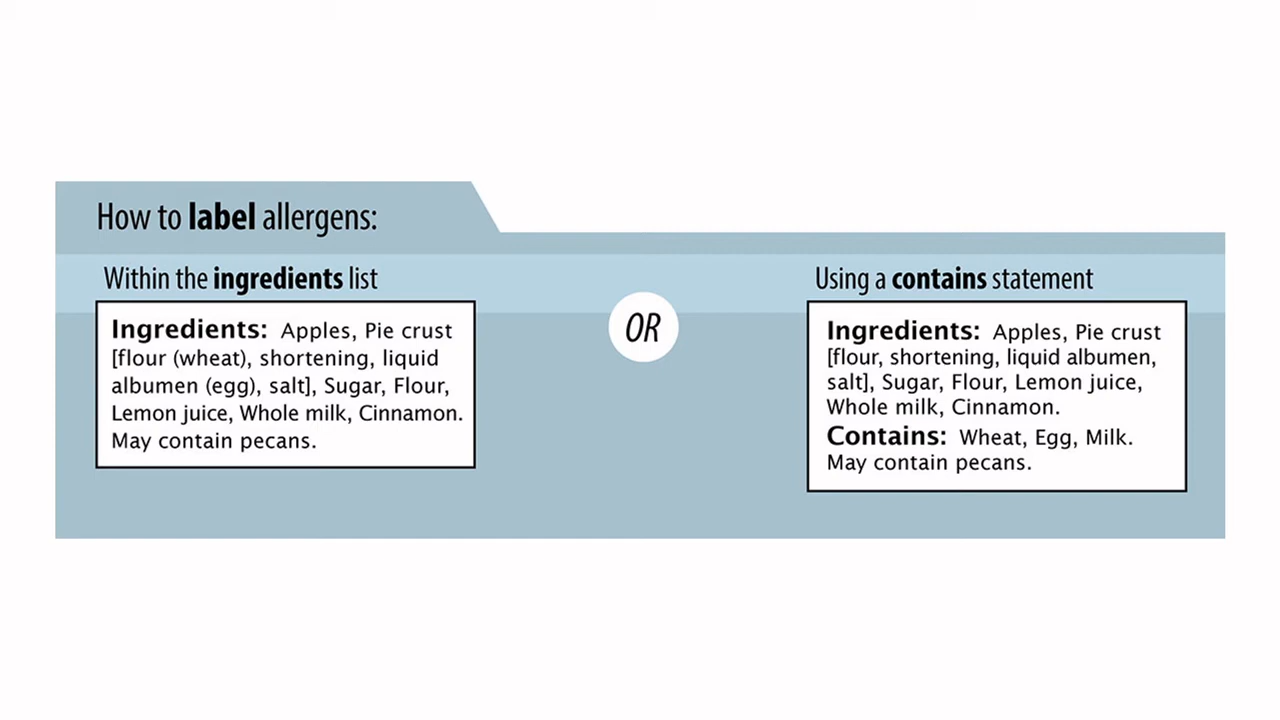 How to label allergens:
Within the ingredients list
Ingredients: Apples, Pie crust
[flour (wheat), shortening, liquid
albumen (egg), salt], Sugar, Flour,
Lemon juice, Whole milk, Cinnamon.
May contain pecans.
OR
Using a contains statement
Ingredients: Apples, Pie crust
[flour, shortening, liquid albumen,
salt], Sugar, Flour, Lemon juice,
Whole milk, Cinnamon.
Contains: Wheat, Egg, Milk.
May contain pecans.